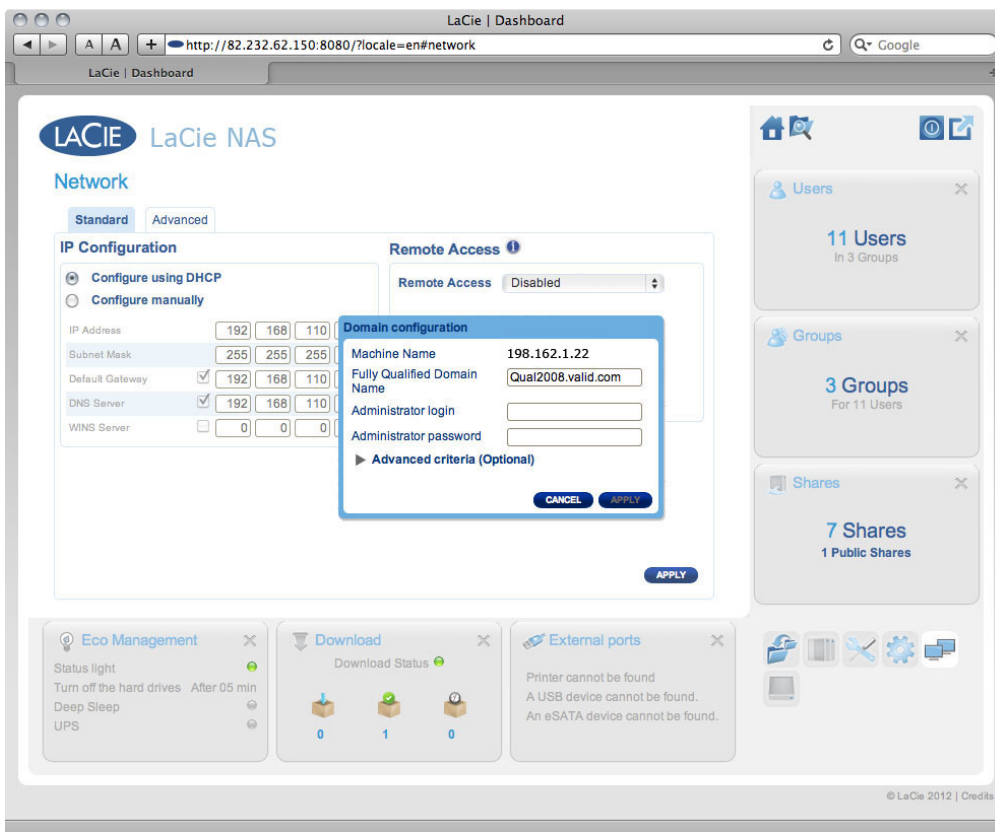 LaCie | Dashboard
A A + http://82.232.62.150:8080/?locale=en#network Google
LaCie | Dashboard
LACIE LaCie NAS
Network
Standard Advanced
IP Configuration
Configure using DHCP
Configure manually
IP Address 192 168 110
Subnet Mask 255 255 255
Default Gateway 192 168 110
DNS Server 192 168 110
WINS Server 0 0 0
Remote Access
Remote Access Disabled
Domain configuration
Machine Name 198.162.1.22
Fully Qualified Domain Name Qual2008.valid.com
Administrator login
Administrator password
Advanced criteria (Optional)
CANCEL APPLY
APPLY
Users
11 Users
In 3 Groups
Groups
3 Groups
For 11 Users
Shares
7 Shares
1 Public Shares
Eco Management
Status light
Turn off the hard drives After 05 min
Deep Sleep
UPS
Download
Download Status
0 1 0
External ports
Printer cannot be found
A USB device cannot be found.
An eSATA device cannot be found.
© LaCie 2012 | Credits